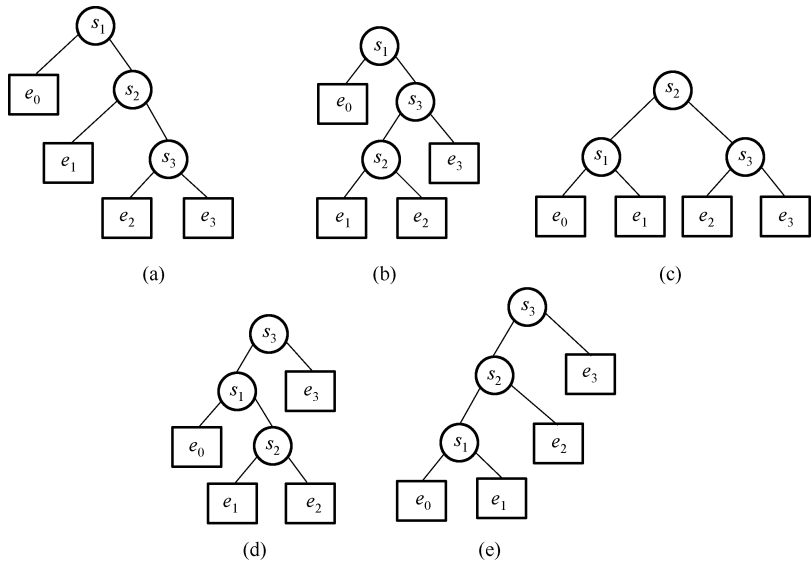 s₁
s₁
e₀
s₂
e₀
s₃
s₂
e₁
s₃
s₂
e₃
s₁
s₃
e₂
e₃
e₁
e₂
e₀
e₁
e₂
e₃
(a)
(b)
(c)
s₃
s₃
s₁
e₃
s₂
e₃
e₀
s₂
s₁
e₂
e₁
e₂
e₀
e₁
(d)
(e)